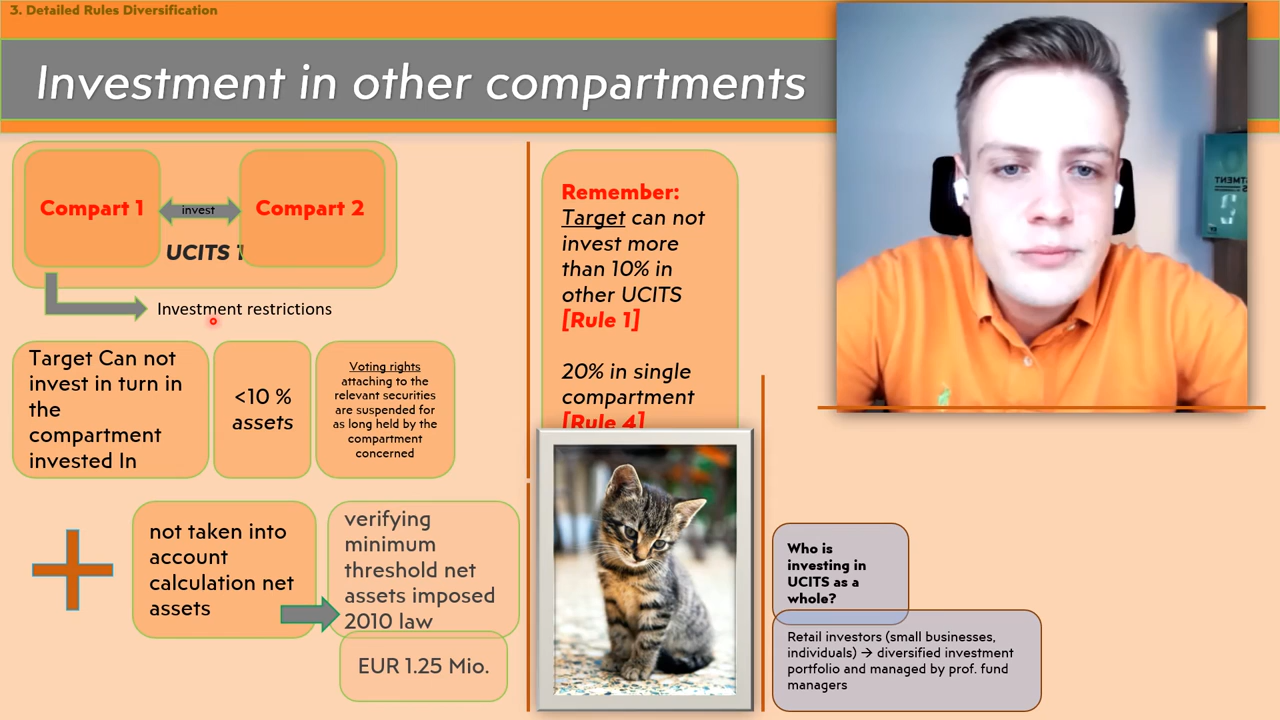 3. Detailed Rules Diversification
Investment in other compartments
Compart 1
invest
Compart 2
UCITS
Investment restrictions
Target Can not
invest in turn in
the
compartment
invested In
<10 %
assets
Voting rights
attaching to the
relevant securities
are suspended for
as long held by the
compartment
concerned
not taken into
account
calculation net
assets
verifying
minimum
threshold net
assets imposed
2010 law
EUR 1.25 Mio.
Remember:
Target can not
invest more
than 10% in
other UCITS
[Rule 1]
20% in single
compartment
[Rule 4]
Who is
investing in
UCITS as a
whole?
Retail investors (small businesses,
individuals) → diversified investment
portfolio and managed by prof. fund
managers